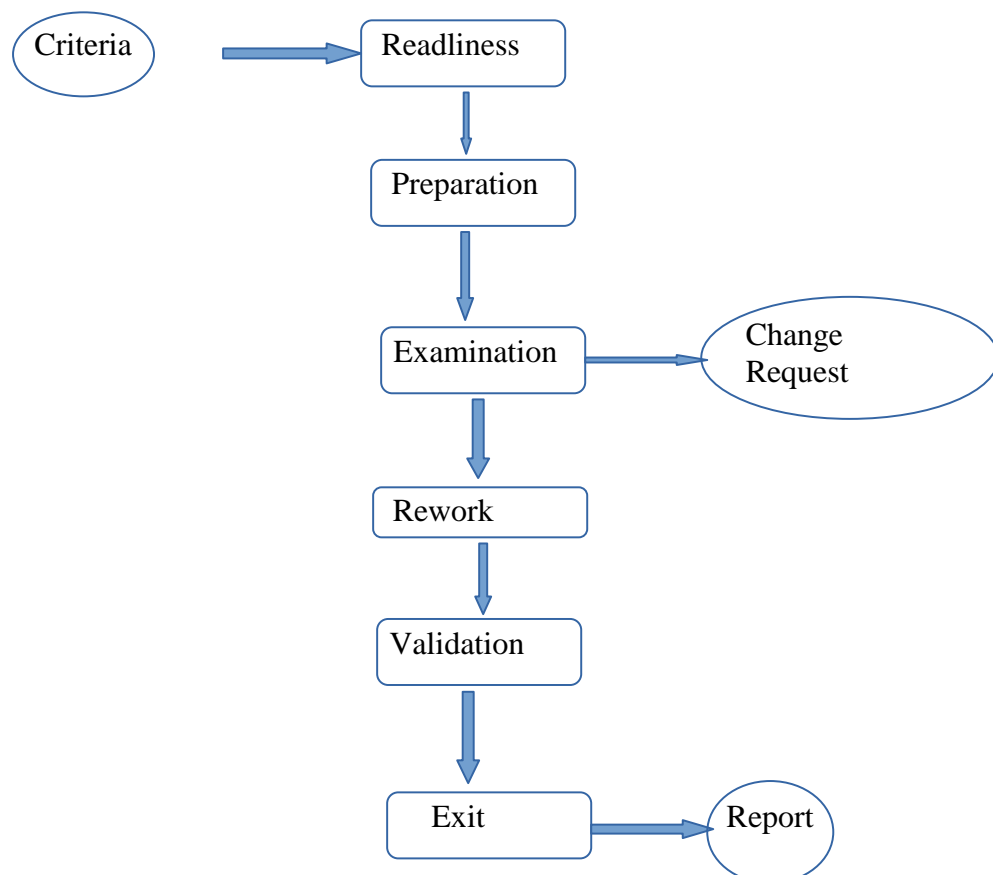 Criteria
Readliness
Preparation
Examination
Change
Request
Rework
Validation
Exit
Report